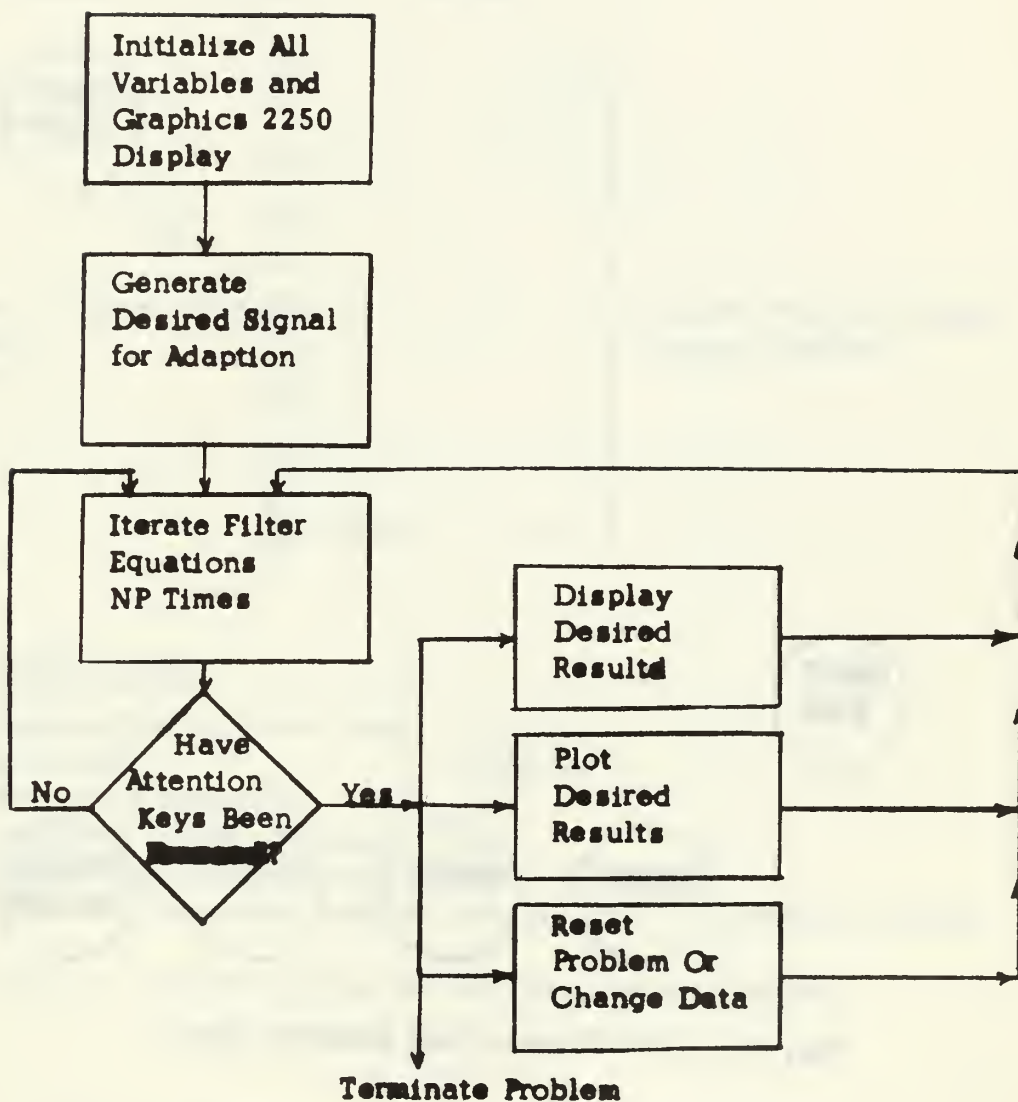 Initialize All
Variables and
Graphics 2250
Display
Generate
Desired Signal
for Adaption
Iterate Filter
Equations
NP Times
Have
Attention
Keys Been
No
Yes
Display
Desired
Results
Plot
Desired
Results
Reset
Problem Or
Change Data
Terminate Problem